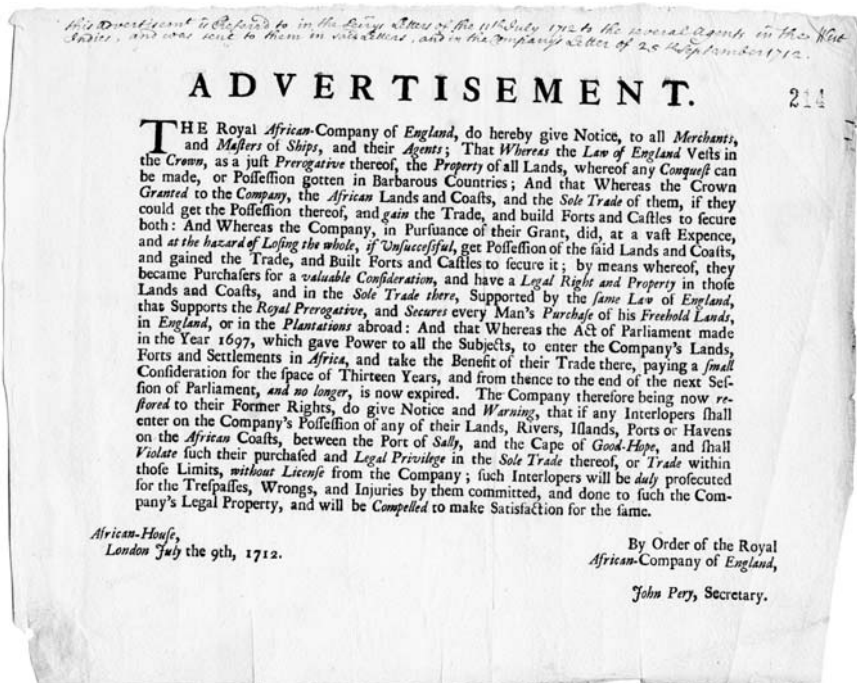 this advertisemt is Refered to in the Secrys Letters of the 11th July 1712 to the several Agents in the West
Indies, and was sent to them in said Letters, and in the Company's Letter of 25th September 1712.
ADVERTISEMENT.
214
THE Royal African-Company of England, do hereby give Notice, to all Merchants,
and Maſters of Ships, and their Agents; That Whereas the Law of England Veſts in
the Crown, as a juſt Prerogative thereof, the Property of all Lands, whereof any Conqueſt can
be made, or Poſſeſſion gotten in Barbarous Countries; And that Whereas the Crown
Granted to the Company, the African Lands and Coaſts, and the Sole Trade of them, if they
could get the Poſſeſſion thereof, and gain the Trade, and build Forts and Caſtles to ſecure
both: And Whereas the Company, in Purſuance of their Grant, did, at a vaſt Expence,
and at the hazard of Loſing the whole, if Unſucceſsful, get Poſſeſſion of the ſaid Lands and Coaſts,
and gained the Trade, and Built Forts and Caſtles to ſecure it; by means whereof, they
became Purchaſers for a valuable Conſideration, and have a Legal Right and Property in thoſe
Lands and Coaſts, and in the Sole Trade there, Supported by the ſame Law of England,
that Supports the Royal Prerogative, and Secures every Man's Purchaſe of his Freehold Lands,
in England, or in the Plantations abroad: And that Whereas the Act of Parliament made
in the Year 1697, which gave Power to all the Subjects, to enter the Company's Lands,
Forts and Settlements in Africa, and take the Benefit of their Trade there, paying a ſmall
Conſideration for the ſpace of Thirteen Years, and from thence to the end of the next Seſ-
ſion of Parliament, and no longer, is now expired. The Company therefore being now re-
ſtored to their Former Rights, do give Notice and Warning, that if any Interlopers ſhall
enter on the Company's Poſſeſſion of any of their Lands, Rivers, Iſlands, Ports or Havens
on the African Coaſts, between the Port of Sally, and the Cape of Good-Hope, and ſhall
Violate ſuch their purchaſed and Legal Privilege in the Sole Trade thereof, or Trade within
thoſe Limits, without Licenſe from the Company; ſuch Interlopers will be duly proſecuted
for the Treſpaſſes, Wrongs, and Injuries by them committed, and done to ſuch the Com-
pany's Legal Property, and will be Compelled to make Satisfaction for the ſame.
African-Houſe,
London July the 9th, 1712.
By Order of the Royal
African-Company of England,
John Pery, Secretary.